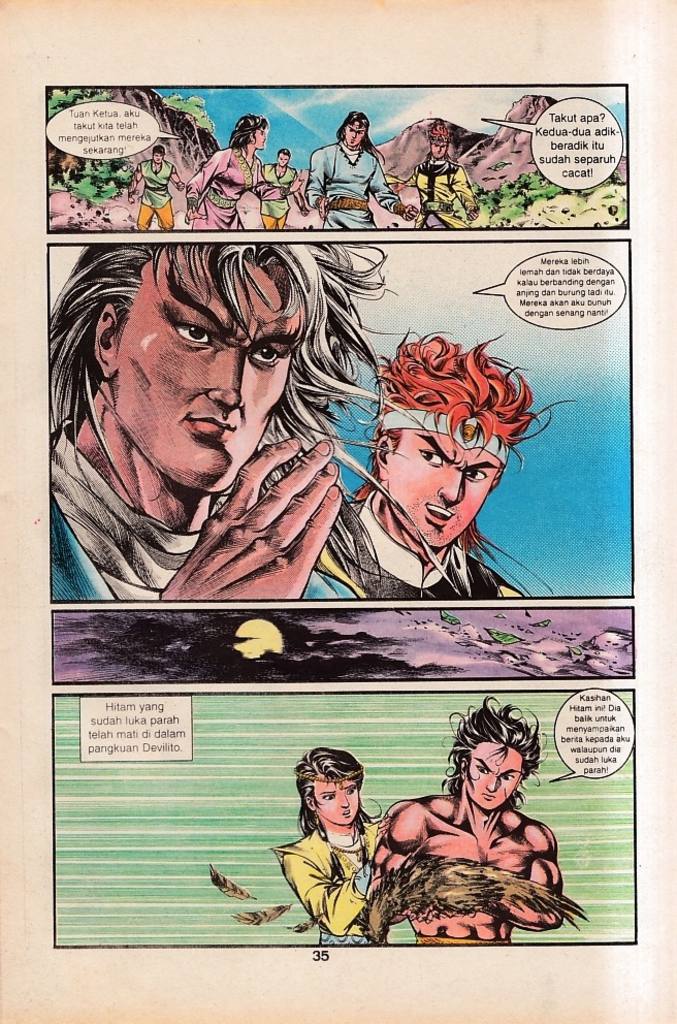 Tuan Ketua, aku
takut kita telah
mengejutkan mereka
sekarang!
Takut apa?
Kedua-dua adik-
beradik itu
sudah separuh
cacat!
Mereka lebih
lemah dan tidak berdaya
kalau berbanding dengan
anjing dan burung tadi itu.
Mereka akan aku bunuh
dengan senang nanti!
Hitam yang
sudah luka parah
telah mati di dalam
pangkuan Devilito.
Kasihan
Hitam ini! Dia
balik untuk
menyampaikan
berita kepada aku
walaupun dia
sudah luka
parah!
35